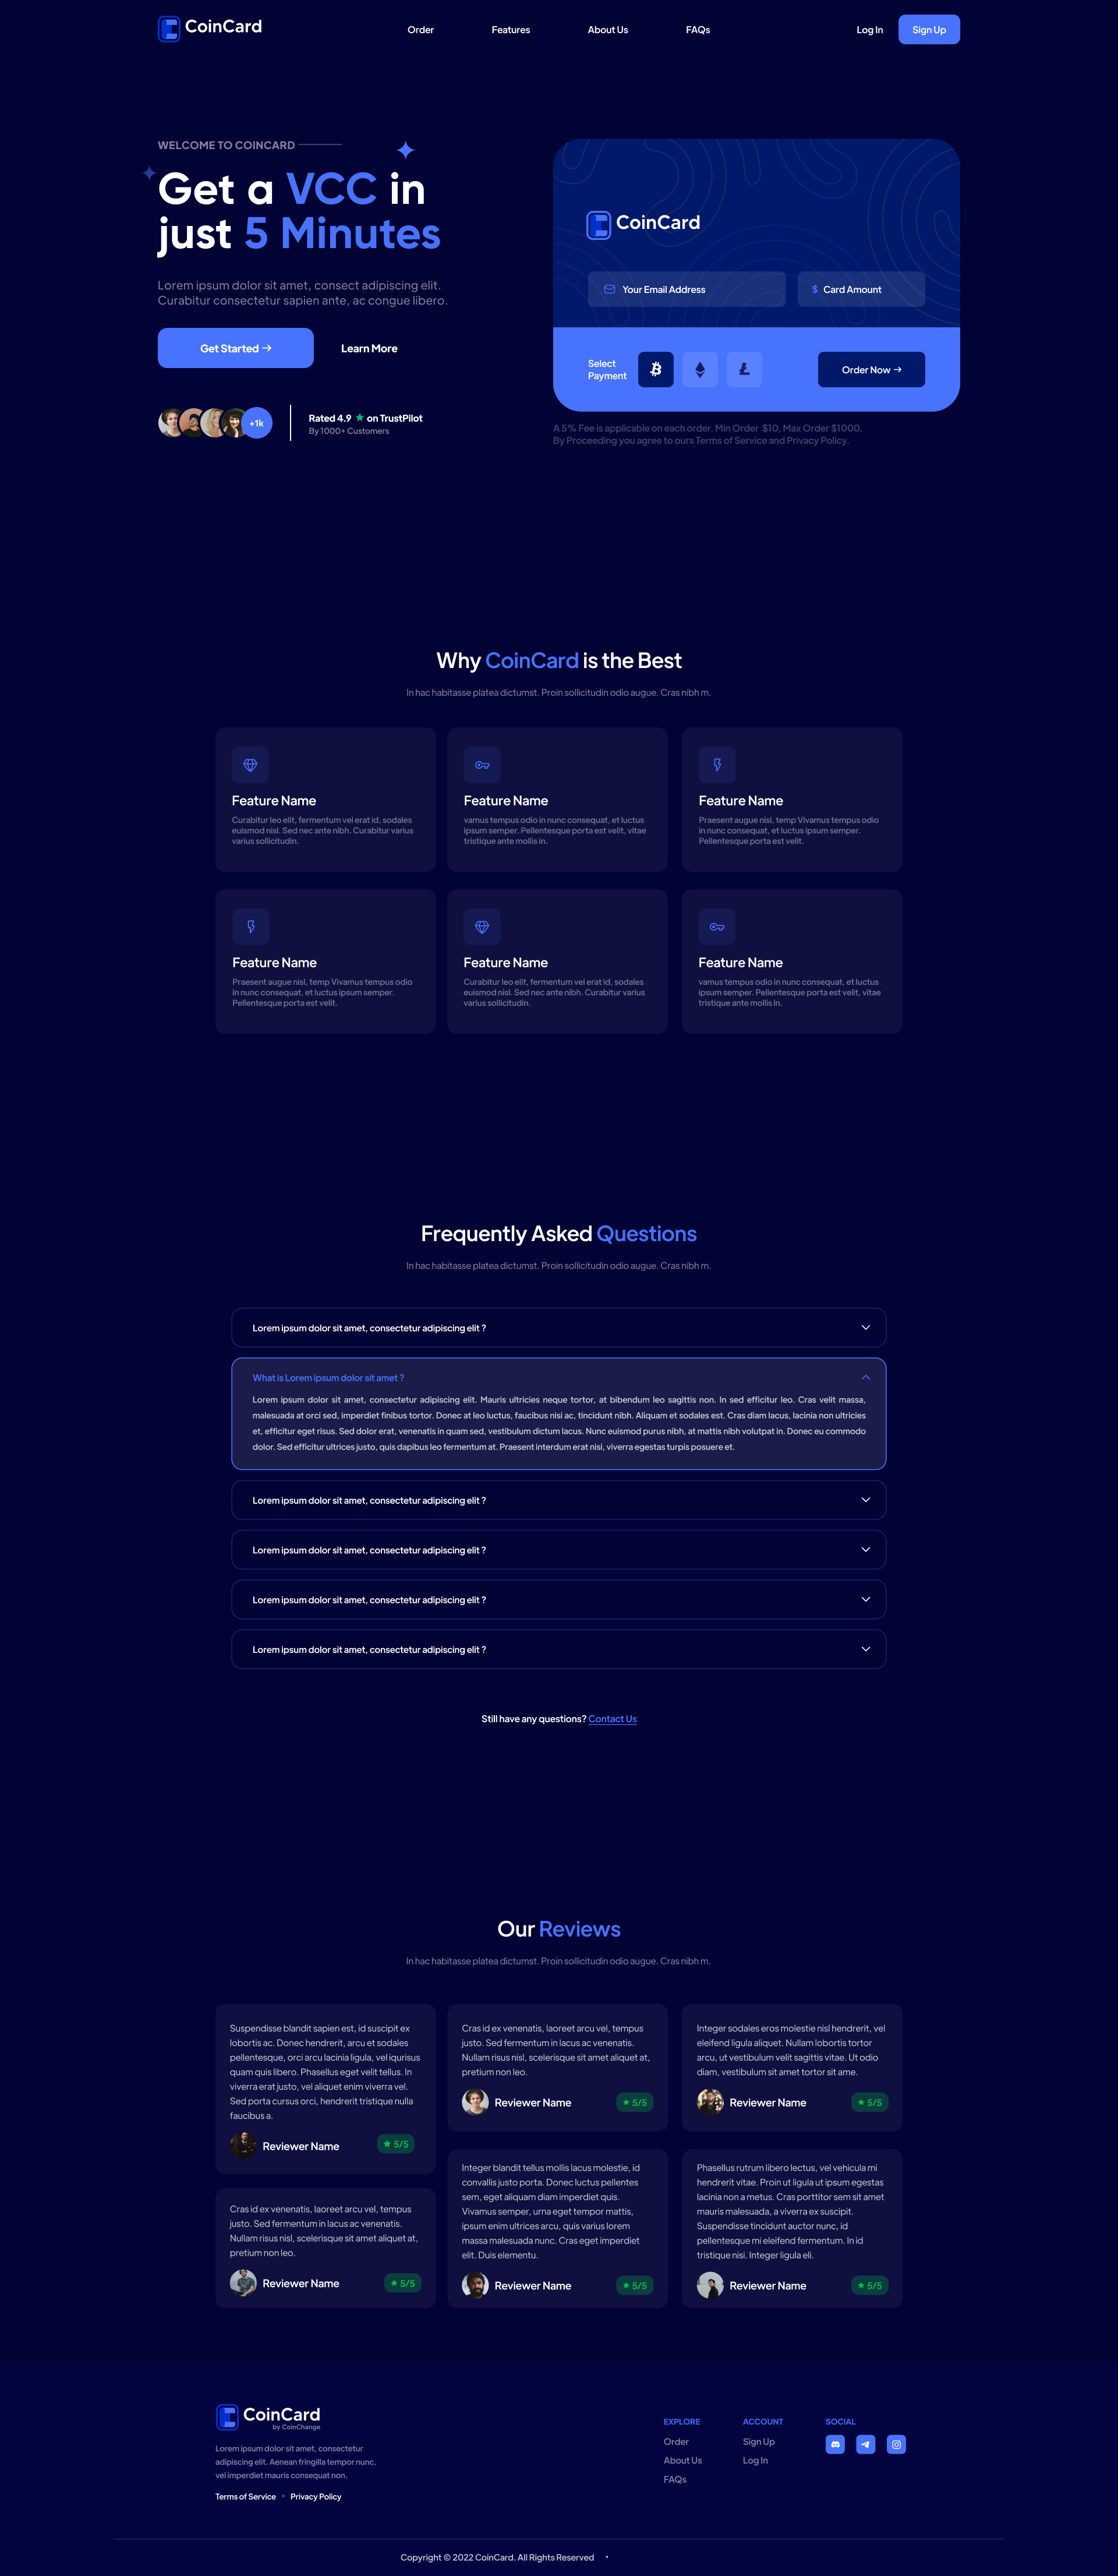 CoinCard
Order
Features
About Us
FAQs
Log In
Sign Up
WELCOME TO COINCARD
Get a VCC in
just 5 Minutes
Lorem ipsum dolor sit amet, consect adipiscing elit.
Curabitur consectetur sapien ante, ac congue libero.
Get Started
Learn More
+1k
Rated 4.9 on TrustPilot
By 1000+ Customers
CoinCard
Your Email Address
$ Card Amount
Select
Payment
Order Now
A 5% Fee is applicable on each order. Min Order $10, Max Order $1000.
By Proceeding you agree to ours Terms of Service and Privacy Policy.
Why CoinCard is the Best
In hac habitasse platea dictumst. Proin sollicitudin odio augue. Cras nibh m.
Feature Name
Curabitur leo elit, fermentum vel erat id, sodales
euismod nisl. Sed nec ante nibh. Curabitur varius
varius sollicitudin.
Feature Name
vamus tempus odio in nunc consequat, et luctus
ipsum semper. Pellentesque porta est velit, vitae
tristique ante mollis in.
Feature Name
Praesent augue nisl, temp Vivamus tempus odio
in nunc consequat, et luctus ipsum semper.
Pellentesque porta est velit.
Feature Name
Praesent augue nisl, temp Vivamus tempus odio
in nunc consequat, et luctus ipsum semper.
Pellentesque porta est velit.
Feature Name
Curabitur leo elit, fermentum vel erat id, sodales
euismod nisl. Sed nec ante nibh. Curabitur varius
varius sollicitudin.
Feature Name
vamus tempus odio in nunc consequat, et luctus
ipsum semper. Pellentesque porta est velit, vitae
tristique ante mollis in.
Frequently Asked Questions
In hac habitasse platea dictumst. Proin sollicitudin odio augue. Cras nibh m.
Lorem ipsum dolor sit amet, consectetur adipiscing elit ?
What is Lorem ipsum dolor sit amet ?
Lorem ipsum dolor sit amet, consectetur adipiscing elit. Mauris ultricies neque tortor, at bibendum leo sagittis non. In sed efficitur leo. Cras velit massa,
malesuada at orci sed, imperdiet finibus tortor. Donec at leo luctus, faucibus nisi ac, tincidunt nibh. Aliquam et sodales est. Cras diam lacus, lacinia non ultricies
et, efficitur eget risus. Sed dolor erat, venenatis in quam sed, vestibulum dictum lacus. Nunc euismod purus nibh, at mattis nibh volutpat in. Donec eu commodo
dolor. Sed efficitur ultrices justo, quis dapibus leo fermentum at. Praesent interdum erat nisi, viverra egestas turpis posuere et.
Lorem ipsum dolor sit amet, consectetur adipiscing elit ?
Lorem ipsum dolor sit amet, consectetur adipiscing elit ?
Lorem ipsum dolor sit amet, consectetur adipiscing elit ?
Lorem ipsum dolor sit amet, consectetur adipiscing elit ?
Still have any questions? Contact Us
Our Reviews
In hac habitasse platea dictumst. Proin sollicitudin odio augue. Cras nibh m.
Suspendisse blandit sapien est, id suscipit ex
lobortis ac. Donec hendrerit, arcu et sodales
pellentesque, orci arcu lacinia ligula, vel iqurisus
quam quis libero. Phasellus eget velit tellus. In
viverra erat justo, vel aliquet enim viverra vel.
Sed porta cursus orci, hendrerit tristique nulla
faucibus a.
Reviewer Name
5/5
Cras id ex venenatis, laoreet arcu vel, tempus
justo. Sed fermentum in lacus ac venenatis.
Nullam risus nisl, scelerisque sit amet aliquet at,
pretium non leo.
Reviewer Name
5/5
Cras id ex venenatis, laoreet arcu vel, tempus
justo. Sed fermentum in lacus ac venenatis.
Nullam risus nisl, scelerisque sit amet aliquet at,
pretium non leo.
Reviewer Name
5/5
Integer blandit tellus mollis lacus molestie, id
convallis justo porta. Donec luctus pellentes
sem, eget aliquam diam imperdiet quis.
Vivamus semper, urna eget tempor mattis,
ipsum enim ultrices arcu, quis varius lorem
massa malesuada nunc. Cras eget imperdiet
elit. Duis elementu.
Reviewer Name
5/5
Integer sodales eros molestie nisl hendrerit, vel
eleifend ligula aliquet. Nullam lobortis tortor
arcu, ut vestibulum velit sagittis vitae. Ut odio
diam, vestibulum sit amet tortor sit ame.
Reviewer Name
5/5
Phasellus rutrum libero lectus, vel vehicula mi
hendrerit vitae. Proin ut ligula ut ipsum egestas
lacinia non a metus. Cras porttitor sem sit amet
mauris malesuada, a viverra ex suscipit.
Suspendisse tincidunt auctor nunc, id
pellentesque mi eleifend fermentum. In id
tristique nisi. Integer ligula eli.
Reviewer Name
5/5
CoinCard
by CoinChange
Lorem ipsum dolor sit amet, consectetur
adipiscing elit. Aenean fringilla tempor nunc,
vel imperdiet mauris consequat non.
Terms of Service • Privacy Policy
EXPLORE
Order
About Us
FAQs
ACCOUNT
Sign Up
Log In
SOCIAL
Copyright © 2022 CoinCard. All Rights Reserved •